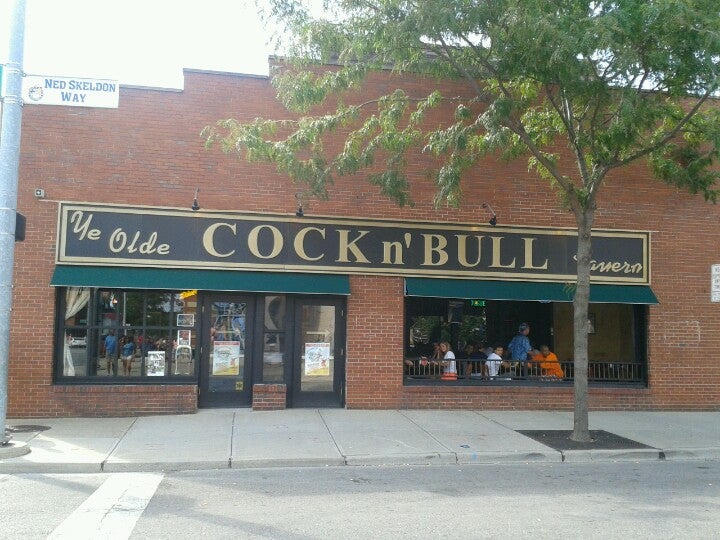 NED SKELDON
WAY
Ye Olde COCK n' BULL Tavern